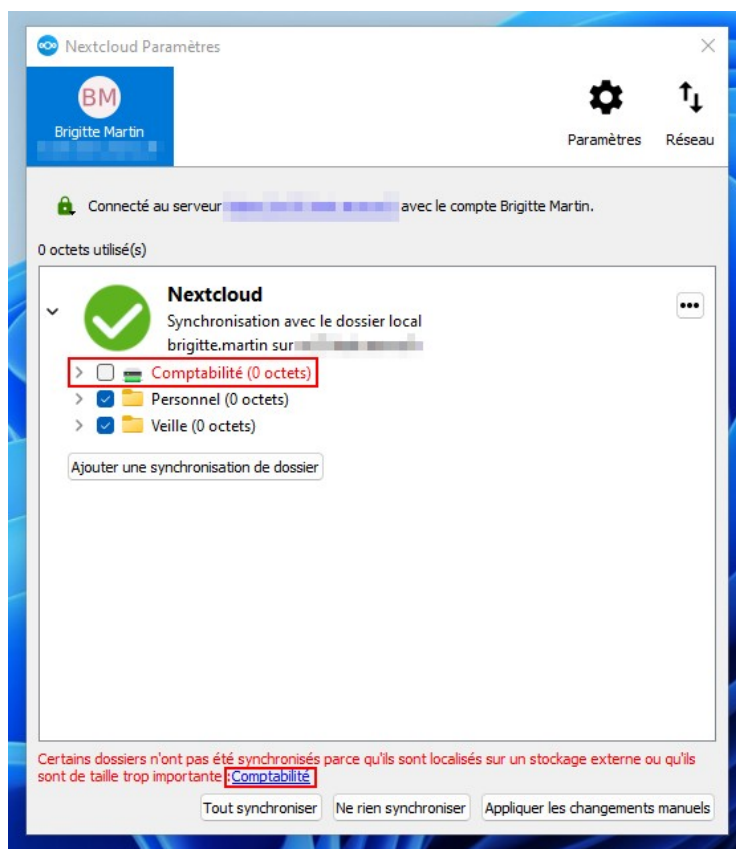 Nextcloud Paramètres
BM
Brigitte Martin
Paramètres
Réseau
Connecté au serveur avec le compte Brigitte Martin.
0 octets utilisé(s)
Nextcloud
Synchronisation avec le dossier local
brigitte.martin sur
Comptabilité (0 octets)
Personnel (0 octets)
Veille (0 octets)
Ajouter une synchronisation de dossier
Certains dossiers n'ont pas été synchronisés parce qu'ils sont localisés sur un stockage externe ou qu'ils
sont de taille trop importante :Comptabilité
Tout synchroniser
Ne rien synchroniser
Appliquer les changements manuels